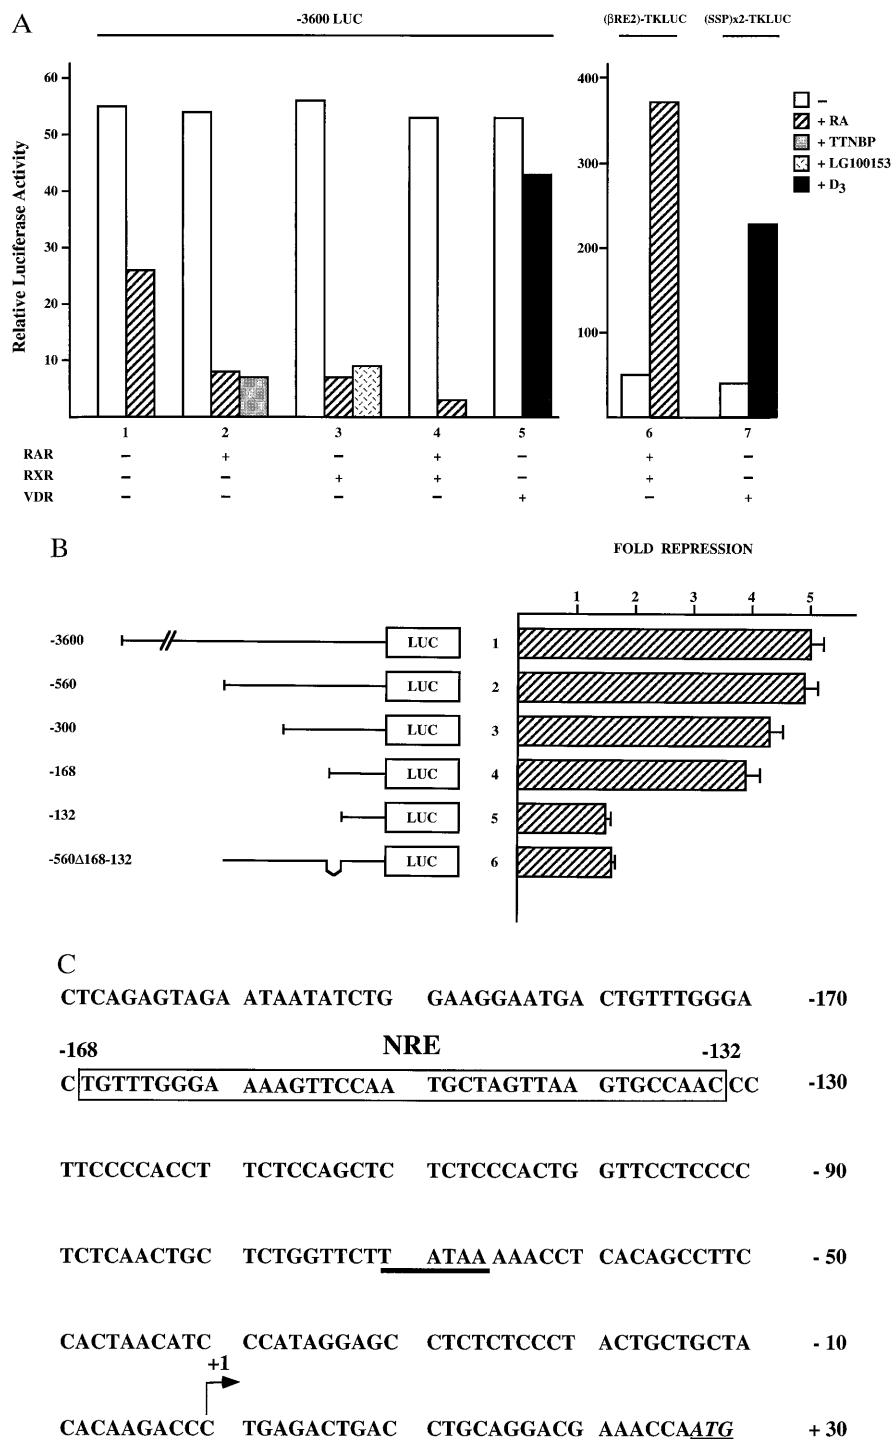 A
-3600 LUC
(βRE2)-TKLUC
(SSP)x2-TKLUC
Relative Luciferase Activity
60
50
40
30
20
10
400
300
200
100
–
+ RA
+ TTNBP
+ LG100153
+ D3
1 2 3 4 5 6 7
RAR – + – + – + –
RXR – – + + – + –
VDR – – – – + – +
B
FOLD REPRESSION
1 2 3 4 5
-3600 LUC 1
-560 LUC 2
-300 LUC 3
-168 LUC 4
-132 LUC 5
-560Δ168-132 LUC 6
C
CTCAGAGTAGA ATAATATCTG GAAGGAATGA CTGTTTGGGA -170
-168 NRE -132
C TGTTTGGGA AAAGTTCCAA TGCTAGTTAA GTGCCAAC CC -130
TTCCCCACCT TCTCCAGCTC TCTCCCACTG GTTCCTCCCC - 90
TCTCAACTGC TCTGGTTCTT ATAA AAACCT CACAGCCTTC - 50
CACTAACATC CCATAGGAGC CTCTCTCCCT ACTGCTGCTA - 10
+1
CACAAGACCC TGAGACTGAC CTGCAGGACG AAACCAATG + 30